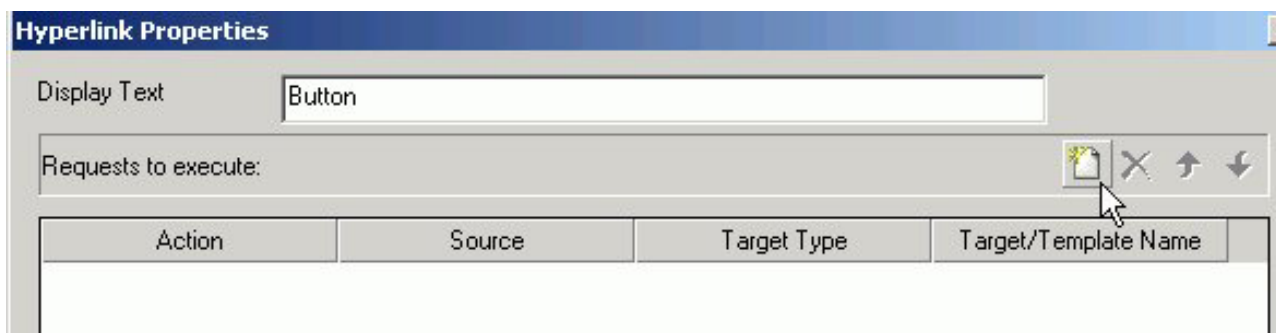 Hyperlink Properties
Display Text Button
Requests to execute:
Action Source Target Type Target/Template Name